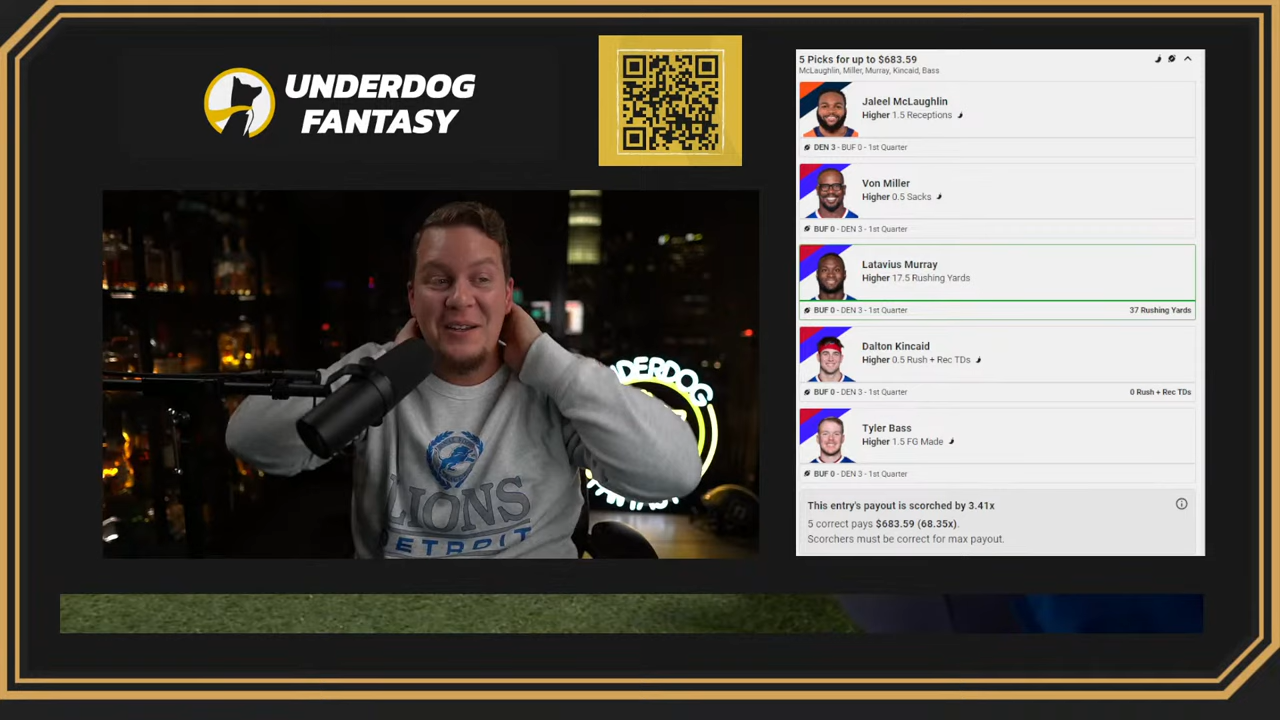 UNDERDOG
FANTASY
5 Picks for up to $683.59
McLaughlin, Miller, Murray, Kincaid, Bass
Jaleel McLaughlin
Higher 1.5 Receptions
DEN 3 - BUF 0 - 1st Quarter
Von Miller
Higher 0.5 Sacks
BUF 0 - DEN 3 - 1st Quarter
Latavius Murray
Higher 17.5 Rushing Yards
BUF 0 - DEN 3 - 1st Quarter
37 Rushing Yards
Dalton Kincaid
Higher 0.5 Rush + Rec TDs
BUF 0 - DEN 3 - 1st Quarter
0 Rush + Rec TDs
Tyler Bass
Higher 1.5 FG Made
BUF 0 - DEN 3 - 1st Quarter
This entry's payout is scorched by 3.41x
5 correct pays $683.59 (68.35x).
Scorchers must be correct for max payout.
LIONS
DETROIT